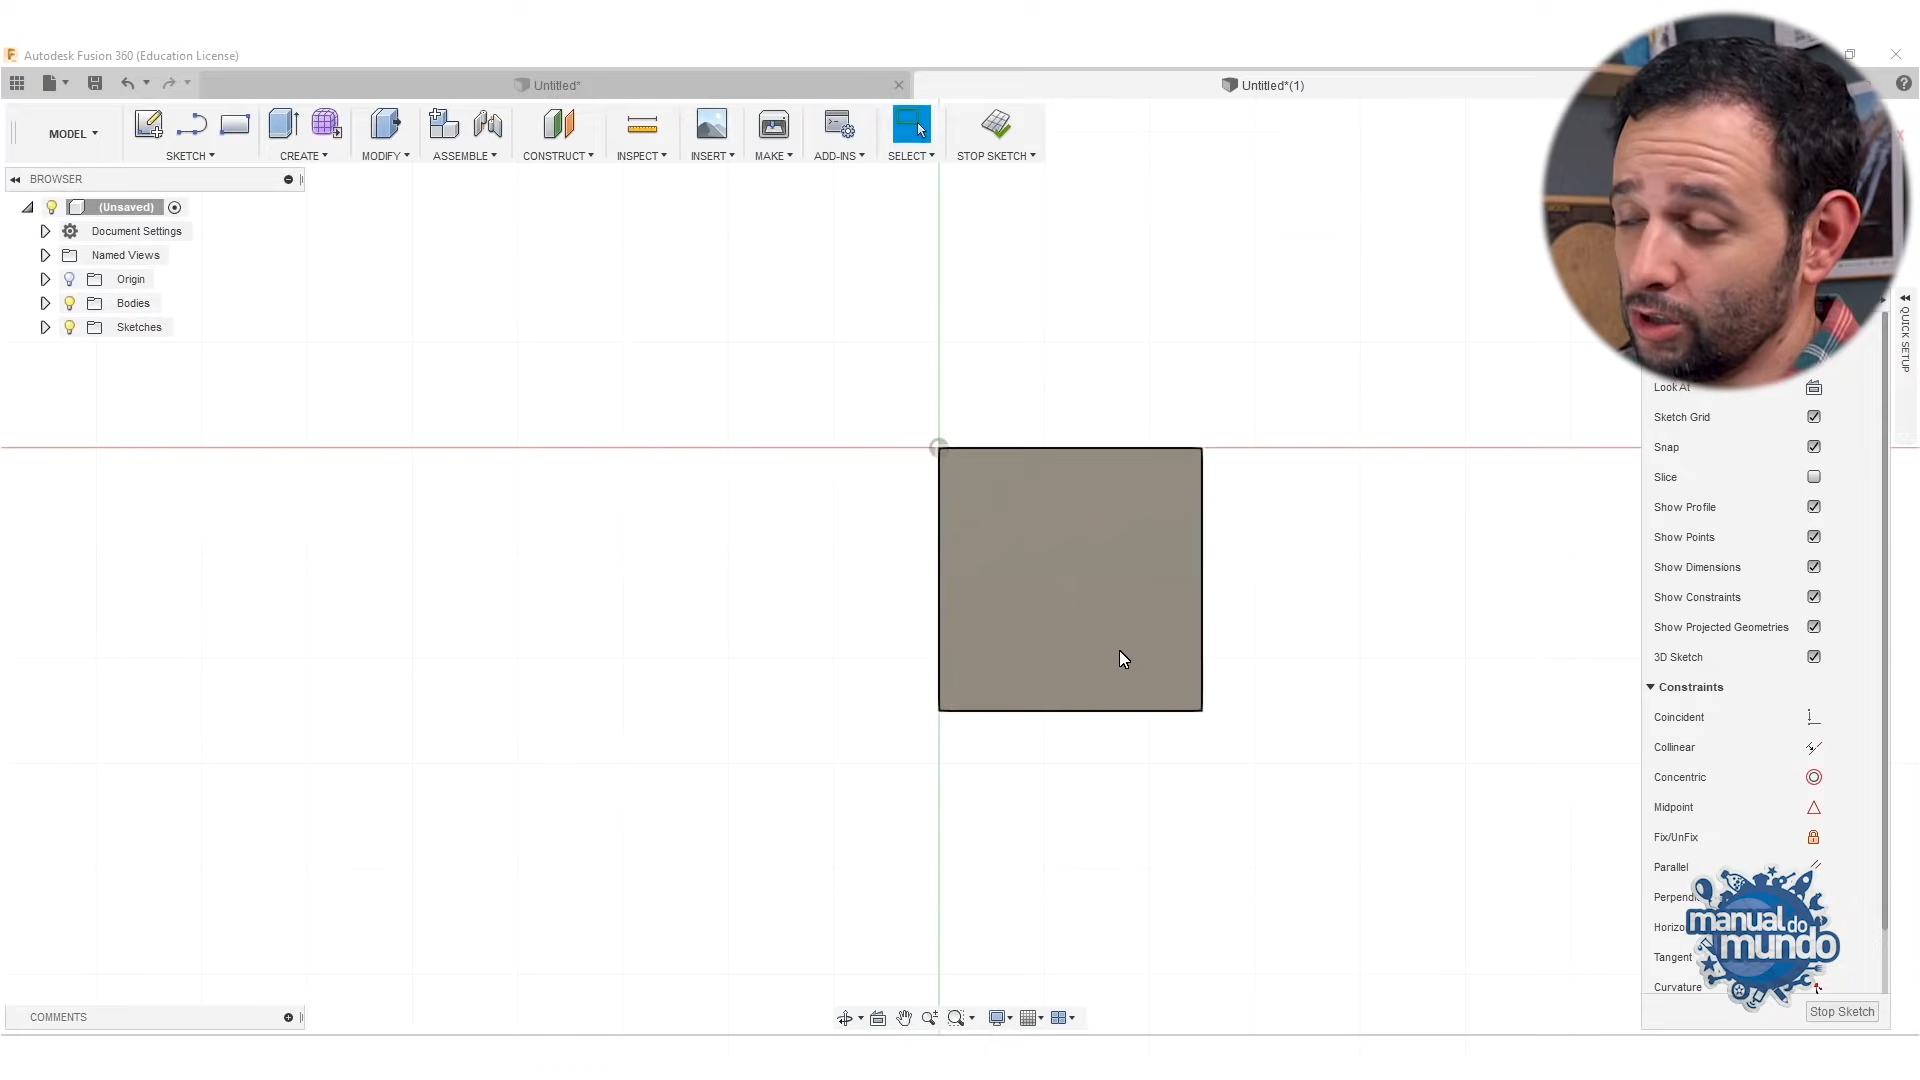 Autodesk Fusion 360 (Education License)
Untitled*
Untitled*(1)
MODEL
SKETCH
CREATE
MODIFY
ASSEMBLE
CONSTRUCT
INSPECT
INSERT
MAKE
ADD-INS
SELECT
STOP SKETCH
BROWSER
(Unsaved)
Document Settings
Named Views
Origin
Bodies
Sketches
QUICK SETUP
Look At
Sketch Grid
Snap
Slice
Show Profile
Show Points
Show Dimensions
Show Constraints
Show Projected Geometries
3D Sketch
Constraints
Coincident
Collinear
Concentric
Midpoint
Fix/UnFix
Parallel
Perpend
Horizo
Tangent
Curvature
manual do
mundo
Stop Sketch
COMMENTS